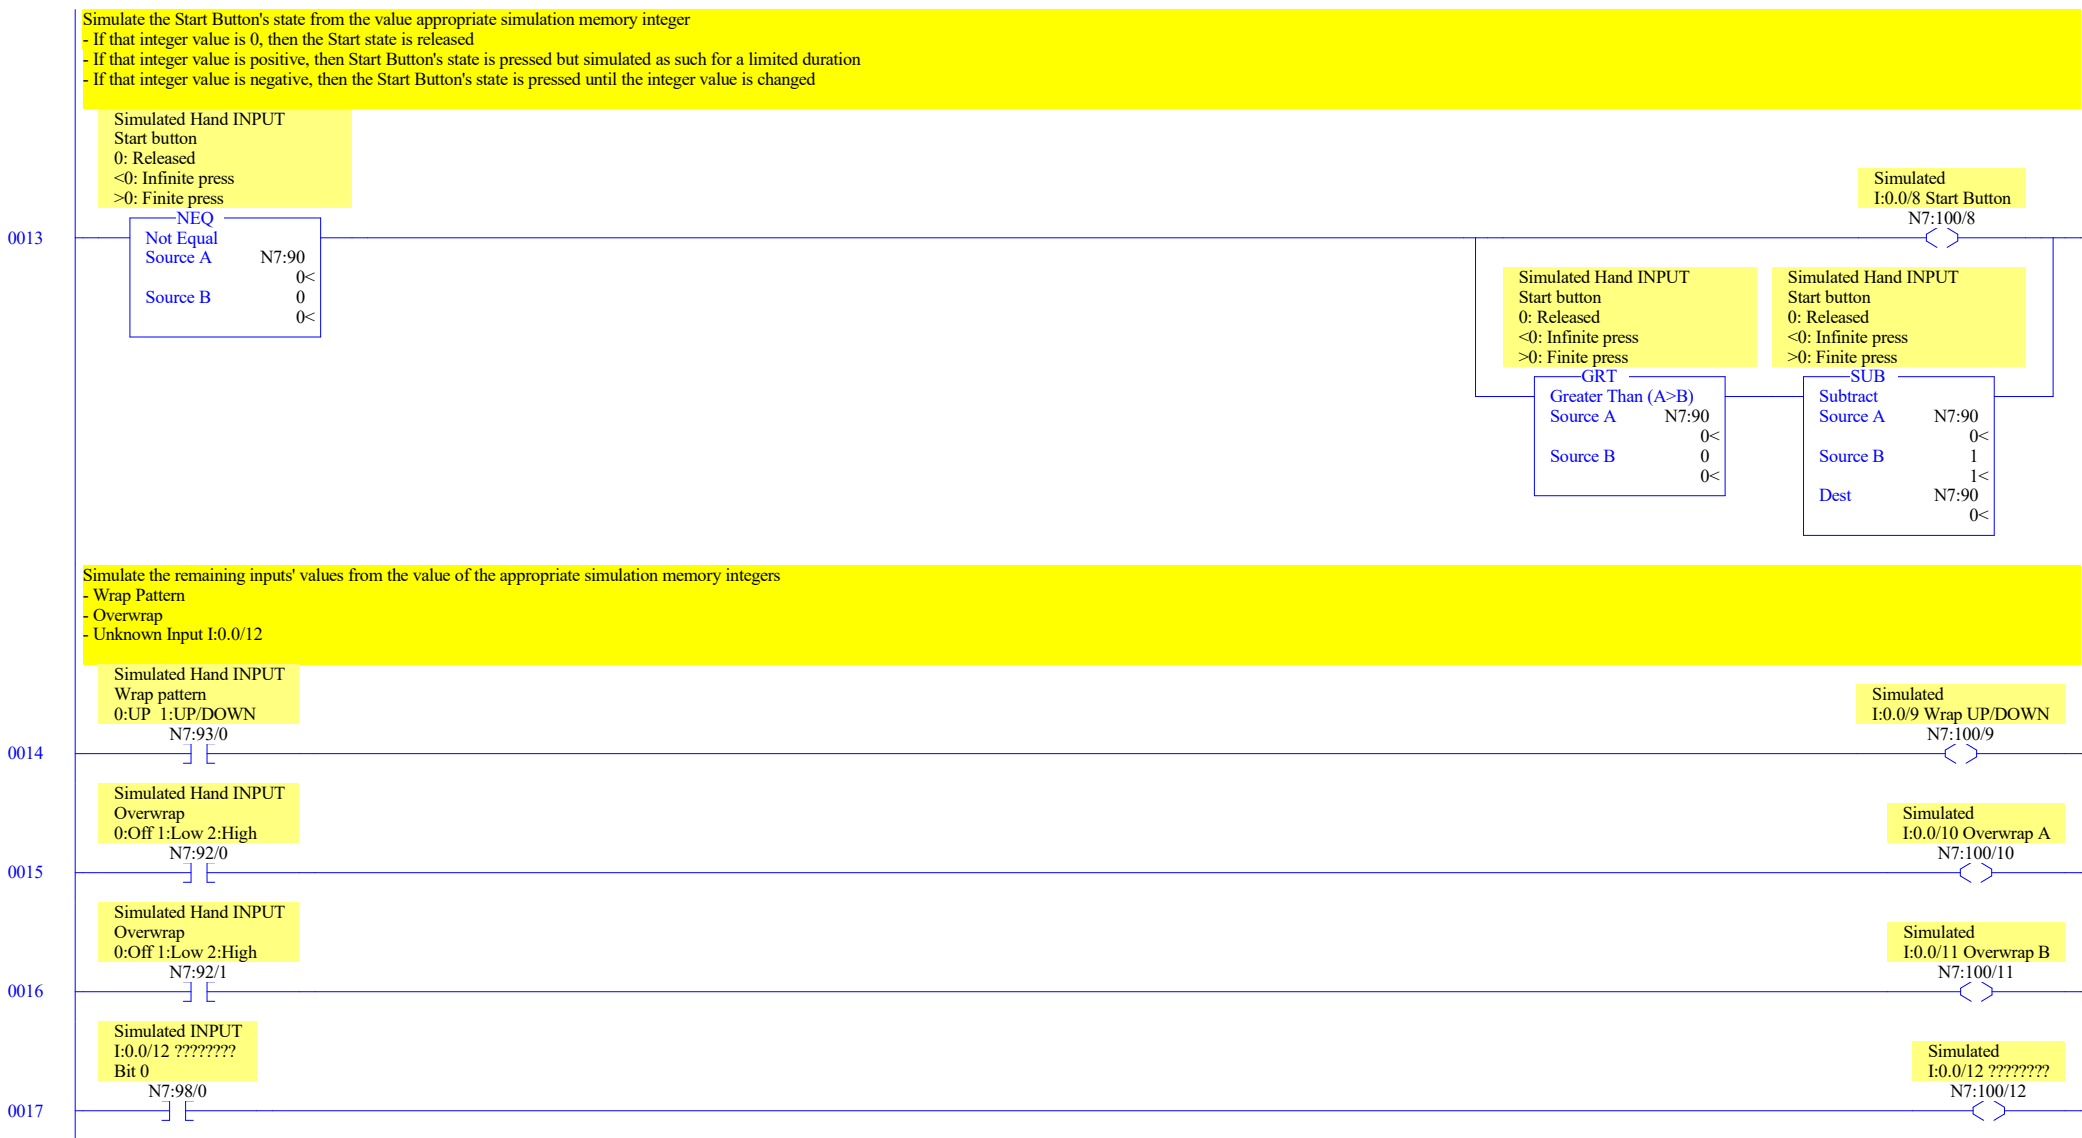 Simulate the Start Button's state from the value appropriate simulation memory integer
- If that integer value is 0, then the Start state is released
- If that integer value is positive, then Start Button's state is pressed but simulated as such for a limited duration
- If that integer value is negative, then the Start Button's state is pressed until the integer value is changed
Simulated Hand INPUT
Start button
0: Released
<0: Infinite press
>0: Finite press
NEQ
Not Equal
Source A N7:90
0<
Source B 0
0<
0013
Simulated
I:0.0/8 Start Button
N7:100/8
Simulated Hand INPUT
Start button
0: Released
<0: Infinite press
>0: Finite press
GRT
Greater Than (A>B)
Source A N7:90
0<
Source B 0
0<
Simulated Hand INPUT
Start button
0: Released
<0: Infinite press
>0: Finite press
SUB
Subtract
Source A N7:90
0<
Source B 1
1<
Dest N7:90
0<
Simulate the remaining inputs' values from the value of the appropriate simulation memory integers
- Wrap Pattern
- Overwrap
- Unknown Input I:0.0/12
Simulated Hand INPUT
Wrap pattern
0:UP 1:UP/DOWN
N7:93/0
0014
Simulated
I:0.0/9 Wrap UP/DOWN
N7:100/9
Simulated Hand INPUT
Overwrap
0:Off 1:Low 2:High
N7:92/0
0015
Simulated
I:0.0/10 Overwrap A
N7:100/10
Simulated Hand INPUT
Overwrap
0:Off 1:Low 2:High
N7:92/1
0016
Simulated
I:0.0/11 Overwrap B
N7:100/11
Simulated INPUT
I:0.0/12 ????????
Bit 0
N7:98/0
0017
Simulated
I:0.0/12 ????????
N7:100/12